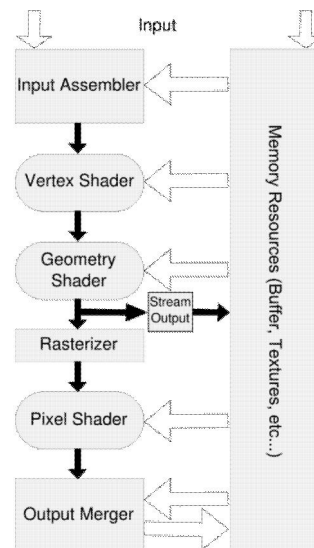 Input
Input Assembler
Vertex Shader
Geometry
Shader
Stream
Output
Rasterizer
Pixel Shader
Output Merger
Memory Resources (Buffer, Textures, etc...)